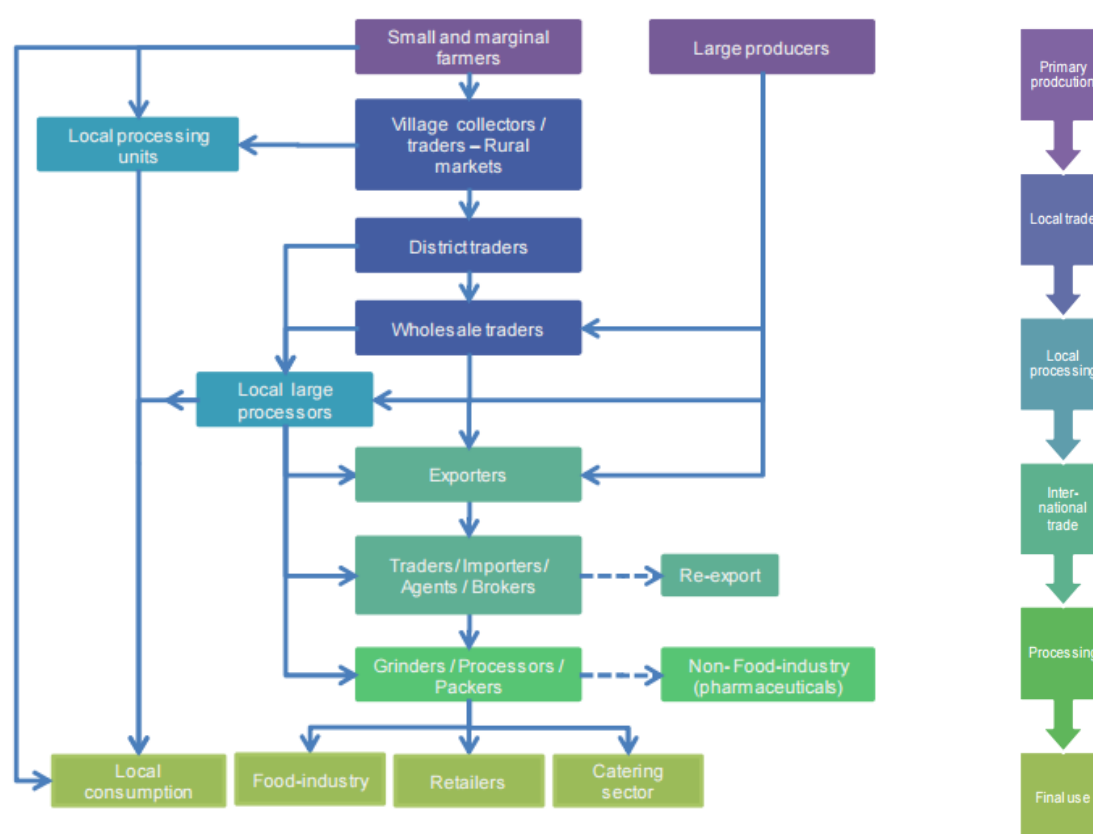 Small and marginal
farmers
Large producers
Primary
prodcution
Local processing
units
Village collectors /
traders – Rural
markets
Local trade
District traders
Wholesale traders
Local large
processors
Local
processing
Exporters
Inter-
national
trade
Traders / Importers /
Agents / Brokers
Re-export
Grinders / Processors /
Packers
Non- Food-industry
(pharmaceuticals)
Processing
Local
consumption
Food-industry
Retailers
Catering
sector
Final use